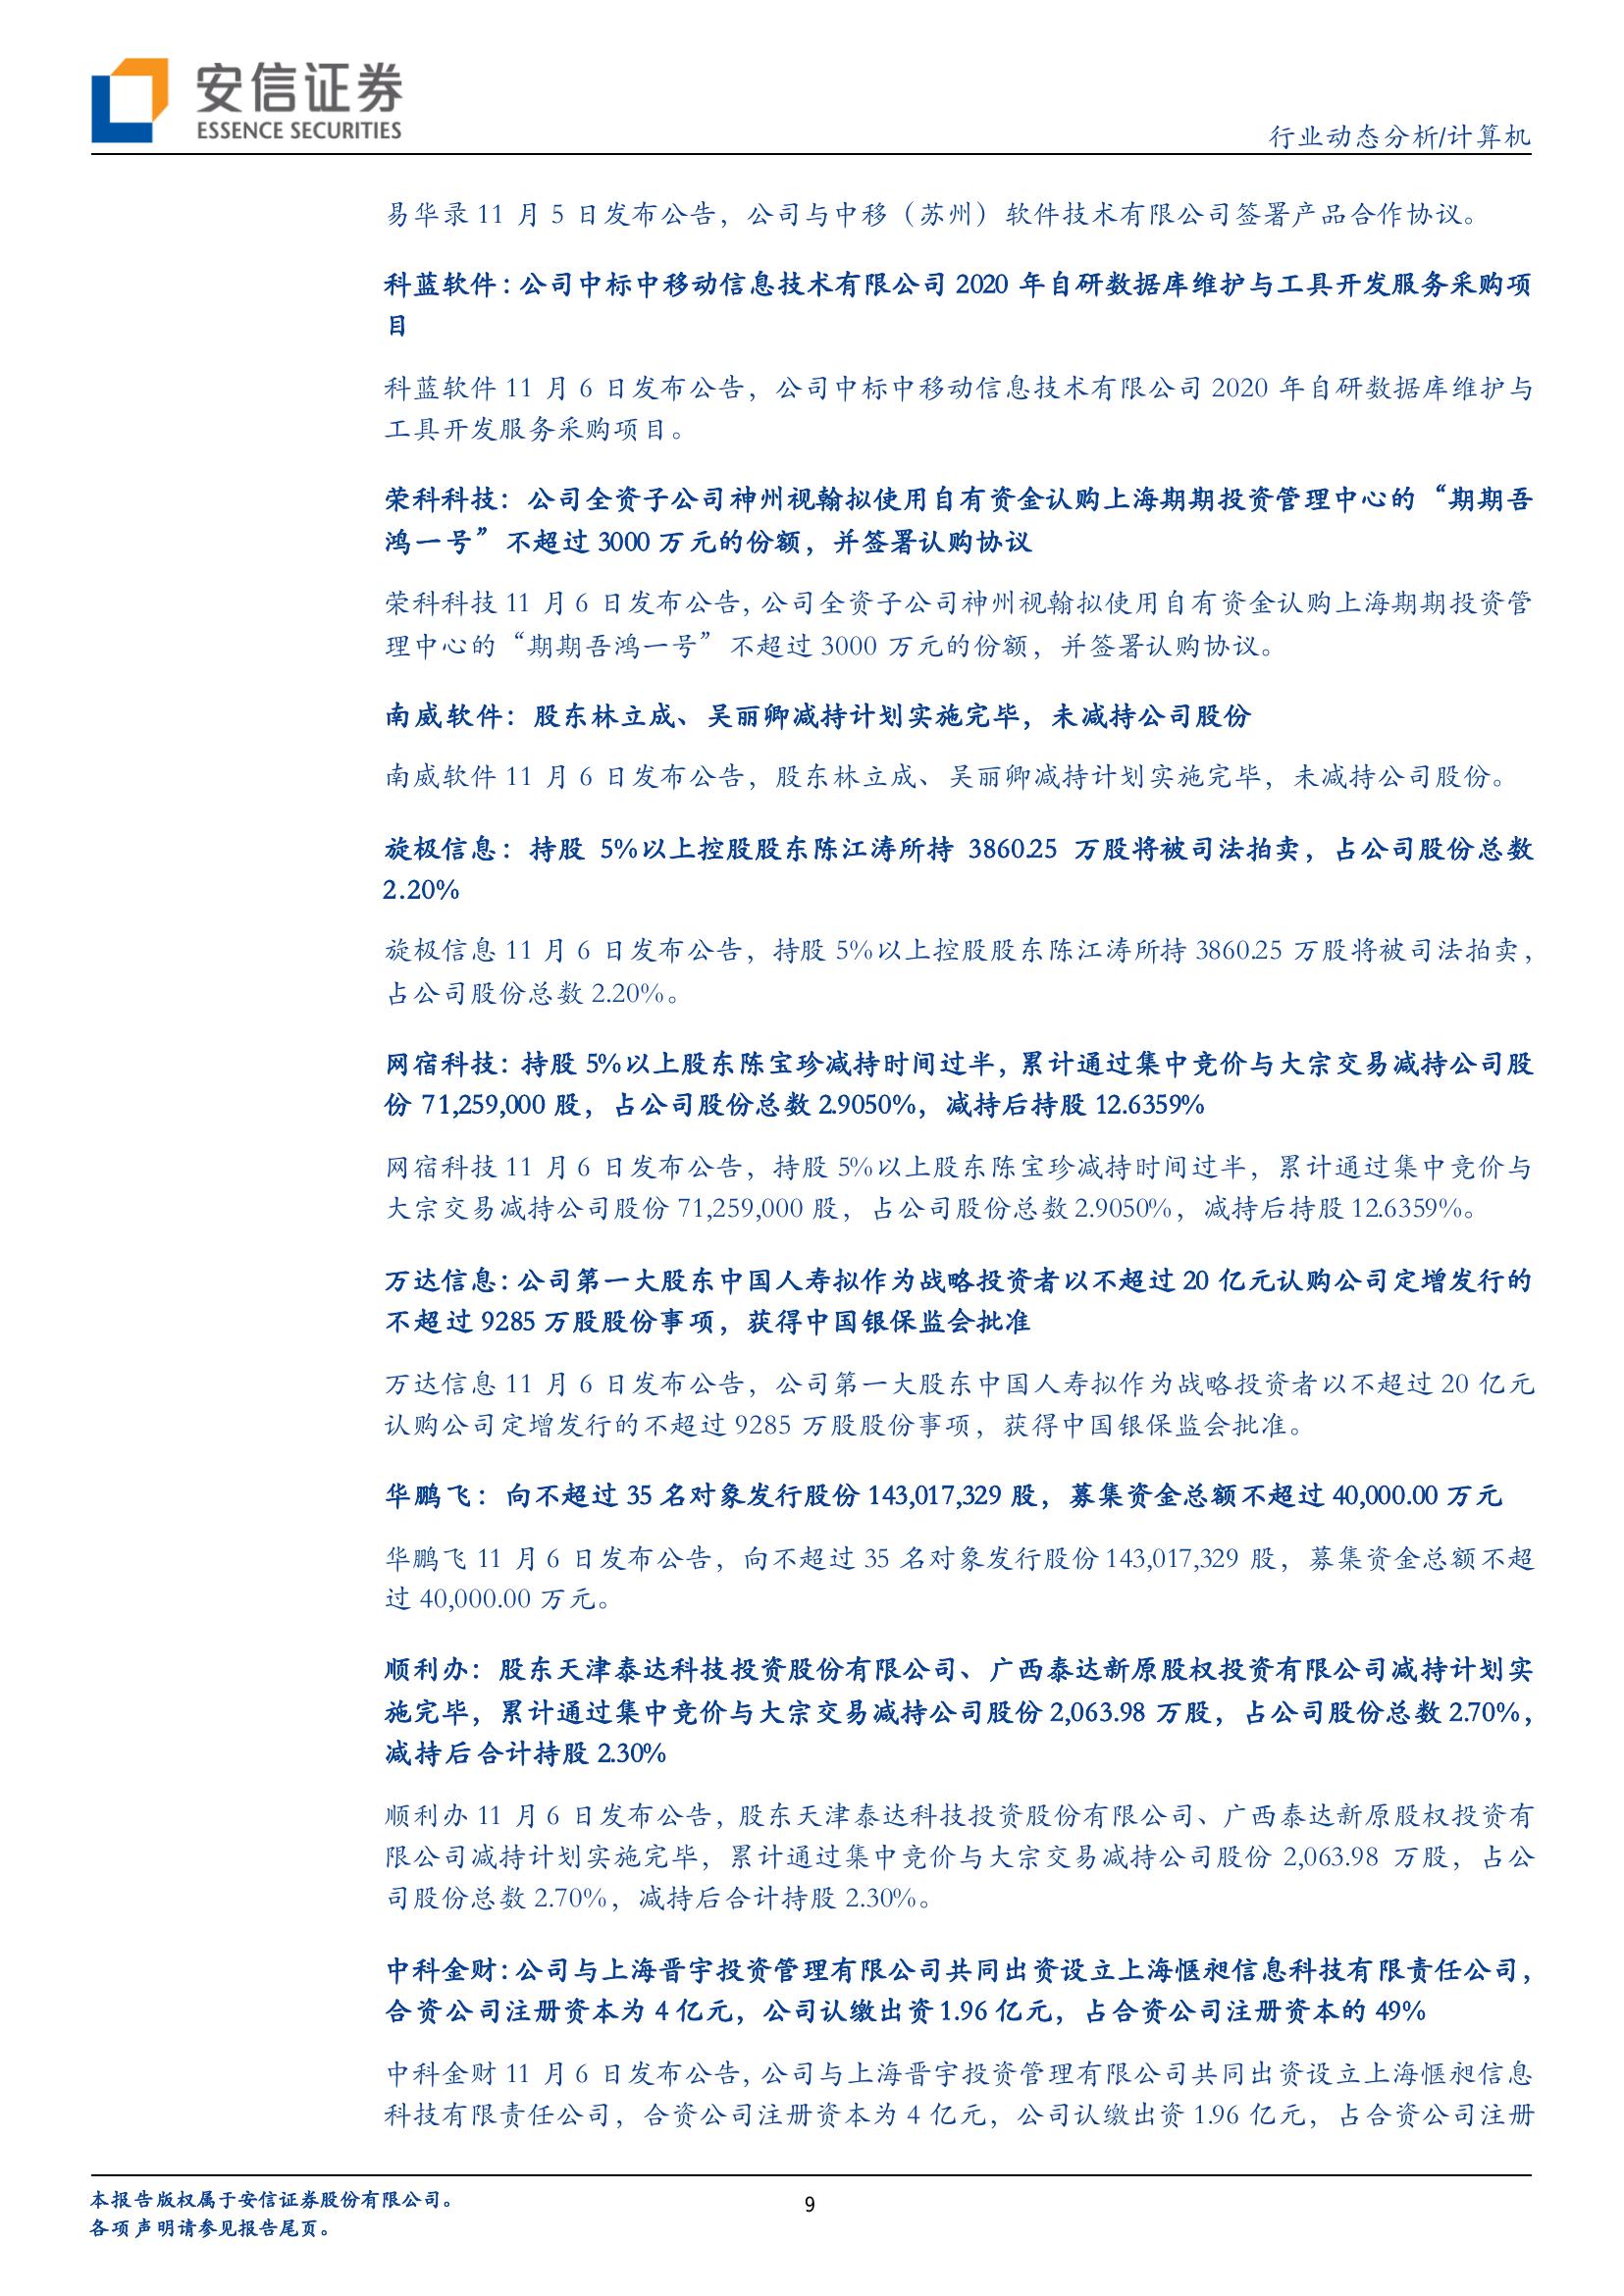 安信证券
ESSENCE SECURITIES
行业动态分析/计算机
易华录 11 月 5 日发布公告，公司与中移（苏州）软件技术有限公司签署产品合作协议。
科蓝软件：公司中标中移动信息技术有限公司 2020 年自研数据库维护与工具开发服务采购项
目
科蓝软件 11 月 6 日发布公告，公司中标中移动信息技术有限公司 2020 年自研数据库维护与
工具开发服务采购项目。
荣科科技：公司全资子公司神州视翰拟使用自有资金认购上海期期投资管理中心的“期期吾
鸿一号”不超过 3000 万元的份额，并签署认购协议
荣科科技 11 月 6 日发布公告，公司全资子公司神州视翰拟使用自有资金认购上海期期投资管
理中心的“期期吾鸿一号”不超过 3000 万元的份额，并签署认购协议。
南威软件：股东林立成、吴丽卿减持计划实施完毕，未减持公司股份
南威软件 11 月 6 日发布公告，股东林立成、吴丽卿减持计划实施完毕，未减持公司股份。
旋极信息：持股 5%以上控股股东陈江涛所持 3860.25 万股将被司法拍卖，占公司股份总数
2.20%
旋极信息 11 月 6 日发布公告，持股 5%以上控股股东陈江涛所持 3860.25 万股将被司法拍卖，
占公司股份总数 2.20%。
网宿科技：持股 5%以上股东陈宝珍减持时间过半，累计通过集中竞价与大宗交易减持公司股
份 71,259,000 股，占公司股份总数 2.9050%，减持后持股 12.6359%
网宿科技 11 月 6 日发布公告，持股 5%以上股东陈宝珍减持时间过半，累计通过集中竞价与
大宗交易减持公司股份 71,259,000 股，占公司股份总数 2.9050%，减持后持股 12.6359%。
万达信息：公司第一大股东中国人寿拟作为战略投资者以不超过 20 亿元认购公司定增发行的
不超过 9285 万股股份事项，获得中国银保监会批准
万达信息 11 月 6 日发布公告，公司第一大股东中国人寿拟作为战略投资者以不超过 20 亿元
认购公司定增发行的不超过 9285 万股股份事项，获得中国银保监会批准。
华鹏飞：向不超过 35 名对象发行股份 143,017,329 股，募集资金总额不超过 40,000.00 万元
华鹏飞 11 月 6 日发布公告，向不超过 35 名对象发行股份 143,017,329 股，募集资金总额不超
过 40,000.00 万元。
顺利办：股东天津泰达科技投资股份有限公司、广西泰达新原股权投资有限公司减持计划实
施完毕，累计通过集中竞价与大宗交易减持公司股份 2,063.98 万股，占公司股份总数 2.70%，
减持后合计持股 2.30%
顺利办 11 月 6 日发布公告，股东天津泰达科技投资股份有限公司、广西泰达新原股权投资有
限公司减持计划实施完毕，累计通过集中竞价与大宗交易减持公司股份 2,063.98 万股，占公
司股份总数 2.70%，减持后合计持股 2.30%。
中科金财：公司与上海晋宇投资管理有限公司共同出资设立上海惬昶信息科技有限责任公司，
合资公司注册资本为 4 亿元，公司认缴出资 1.96 亿元，占合资公司注册资本的 49%
中科金财 11 月 6 日发布公告，公司与上海晋宇投资管理有限公司共同出资设立上海惬昶信息
科技有限责任公司，合资公司注册资本为 4 亿元，公司认缴出资 1.96 亿元，占合资公司注册
本报告版权属于安信证券股份有限公司。
各项声明请参见报告尾页。
9